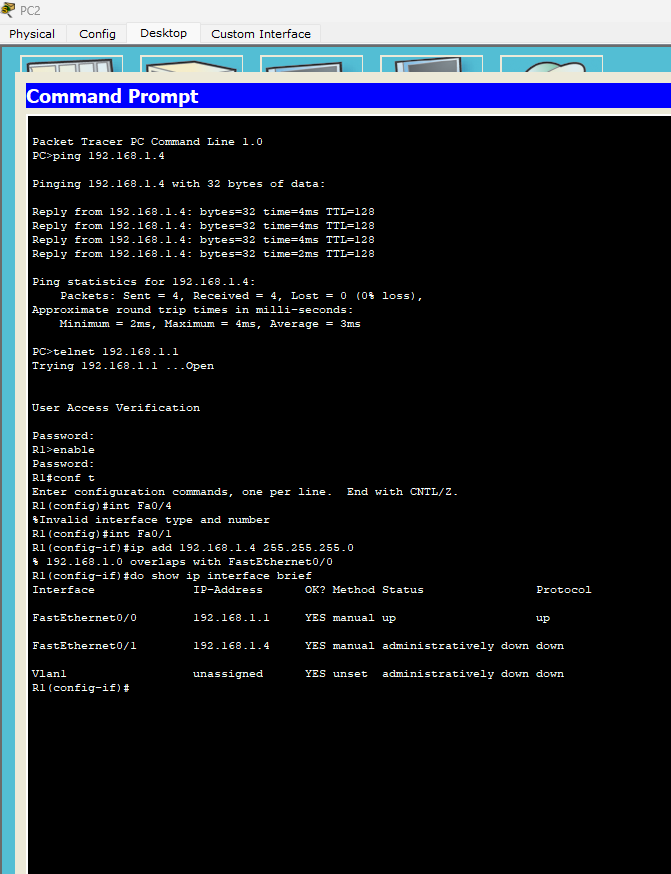 PC2
Physical Config Desktop Custom Interface
Command Prompt
Packet Tracer PC Command Line 1.0
PC>ping 192.168.1.4
Pinging 192.168.1.4 with 32 bytes of data:
Reply from 192.168.1.4: bytes=32 time=4ms TTL=128
Reply from 192.168.1.4: bytes=32 time=4ms TTL=128
Reply from 192.168.1.4: bytes=32 time=4ms TTL=128
Reply from 192.168.1.4: bytes=32 time=2ms TTL=128
Ping statistics for 192.168.1.4:
    Packets: Sent = 4, Received = 4, Lost = 0 (0% loss),
Approximate round trip times in milli-seconds:
    Minimum = 2ms, Maximum = 4ms, Average = 3ms
PC>telnet 192.168.1.1
Trying 192.168.1.1 ...Open
User Access Verification
Password:
R1>enable
Password:
R1#conf t
Enter configuration commands, one per line.  End with CNTL/Z.
R1(config)#int Fa0/4
%Invalid interface type and number
R1(config)#int Fa0/1
R1(config-if)#ip add 192.168.1.4 255.255.255.0
% 192.168.1.0 overlaps with FastEthernet0/0
R1(config-if)#do show ip interface brief
Interface              IP-Address      OK? Method Status                Protocol
FastEthernet0/0        192.168.1.1     YES manual up                    up
FastEthernet0/1        192.168.1.4     YES manual administratively down down
Vlan1                  unassigned      YES unset  administratively down down
R1(config-if)#